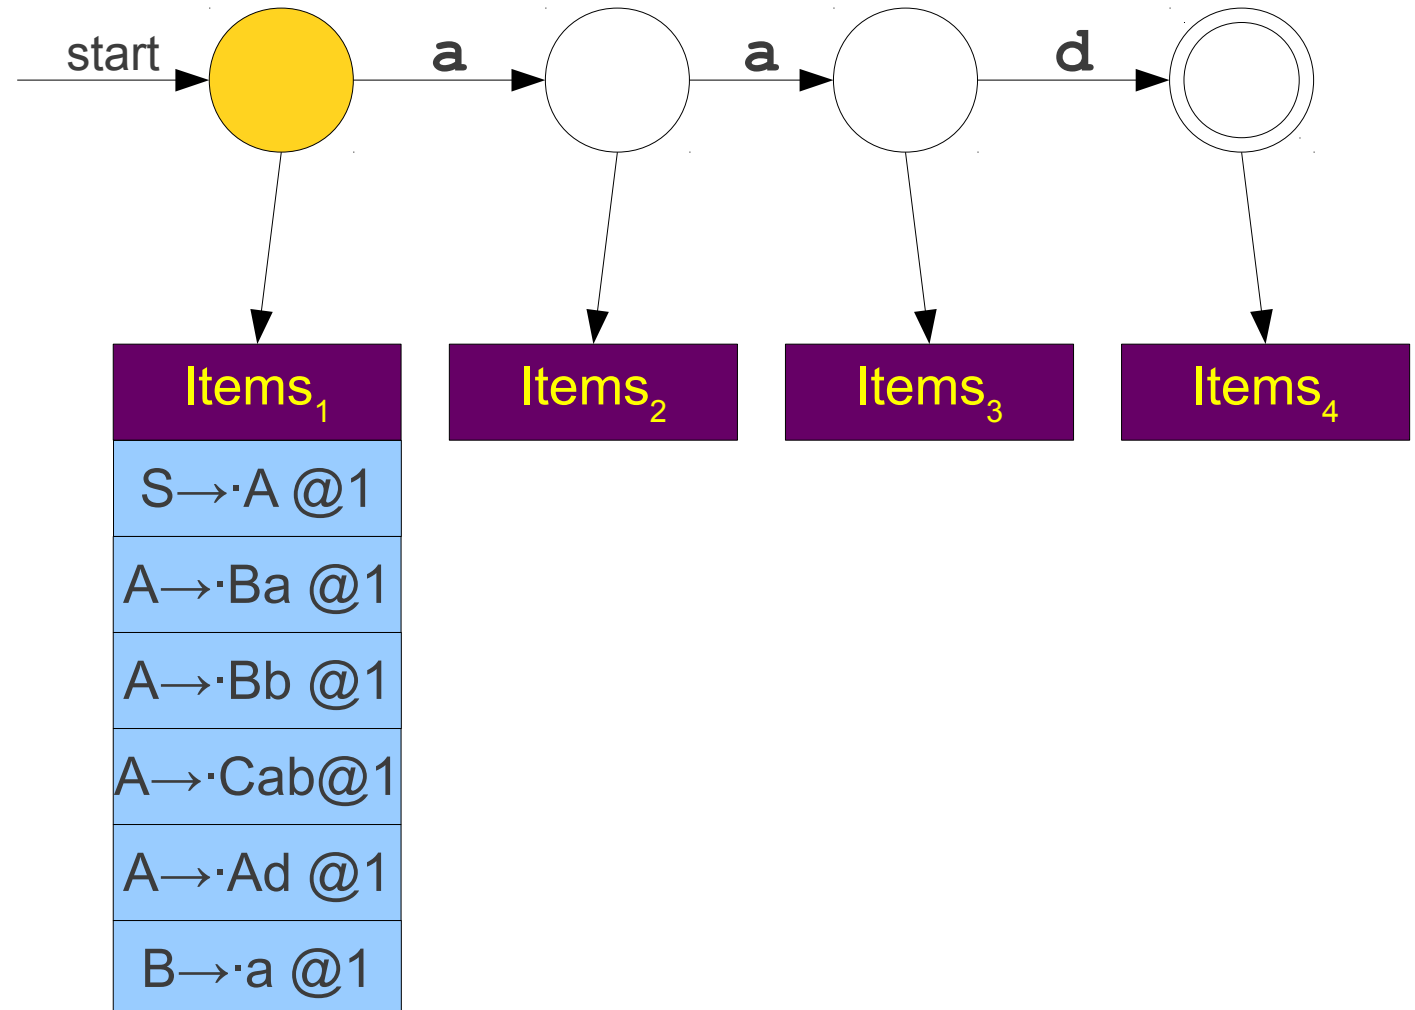 start a a d
Items₁ Items₂ Items₃ Items₄
S→·A @1
A→·Ba @1
A→·Bb @1
A→·Cab@1
A→·Ad @1
B→·a @1